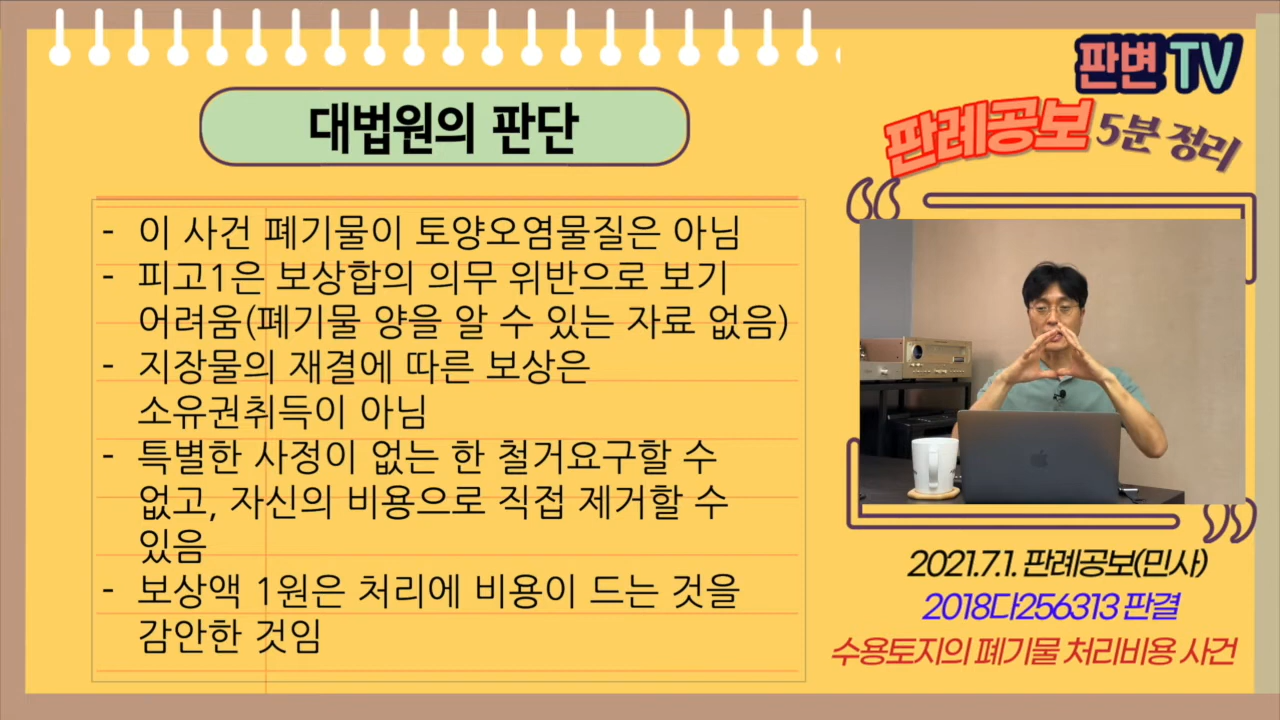 판변 TV
판례공보 5분 정리
대법원의 판단
- 이 사건 폐기물이 토양오염물질은 아님
- 피고1은 보상합의 의무 위반으로 보기
어려움(폐기물 양을 알 수 있는 자료 없음)
- 지장물의 재결에 따른 보상은
소유권취득이 아님
- 특별한 사정이 없는 한 철거요구할 수
없고, 자신의 비용으로 직접 제거할 수
있음
- 보상액 1원은 처리에 비용이 드는 것을
감안한 것임
2021.7.1. 판례공보(민사)
2018다256313 판결
수용토지의 폐기물 처리비용 사건